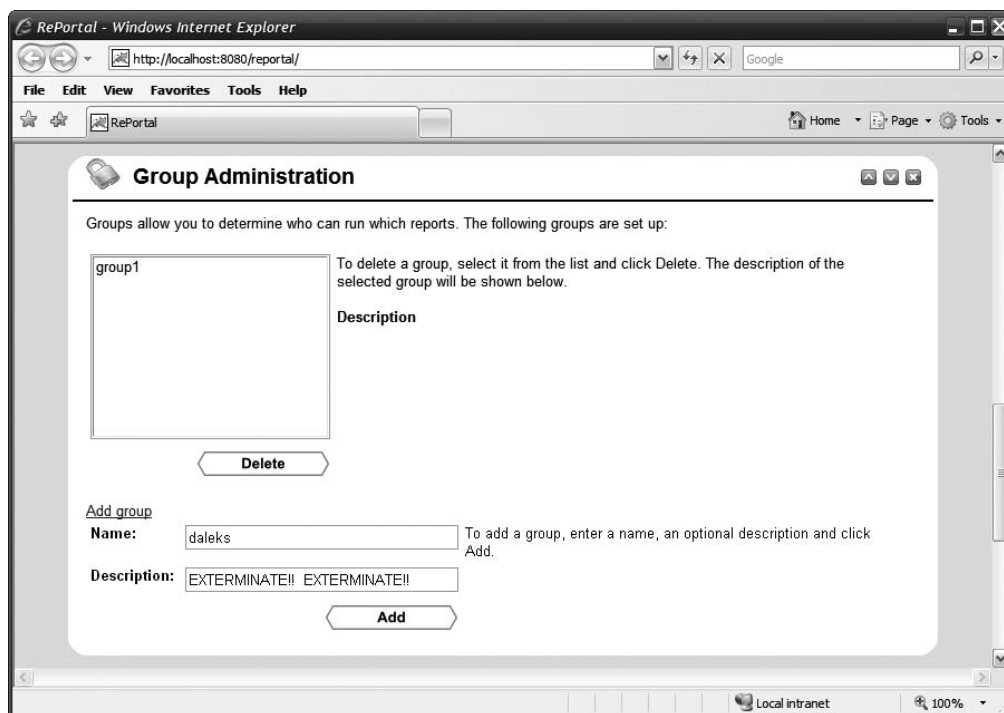 RePortal - Windows Internet Explorer
http://localhost:8080/reportal/
Google
File Edit View Favorites Tools Help
RePortal
Home Page Tools
Group Administration
Groups allow you to determine who can run which reports. The following groups are set up:
group1
To delete a group, select it from the list and click Delete. The description of the
selected group will be shown below.
Description
Delete
Add group
Name:
daleks
To add a group, enter a name, an optional description and click
Add.
Description:
EXTERMINATE!! EXTERMINATE!!
Add
Local intranet
100%